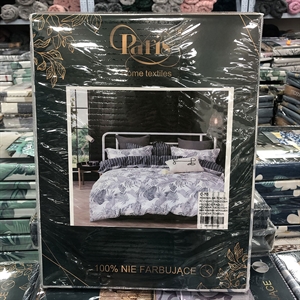 Paris
home textiles
100% NIE FARBUJĄCE